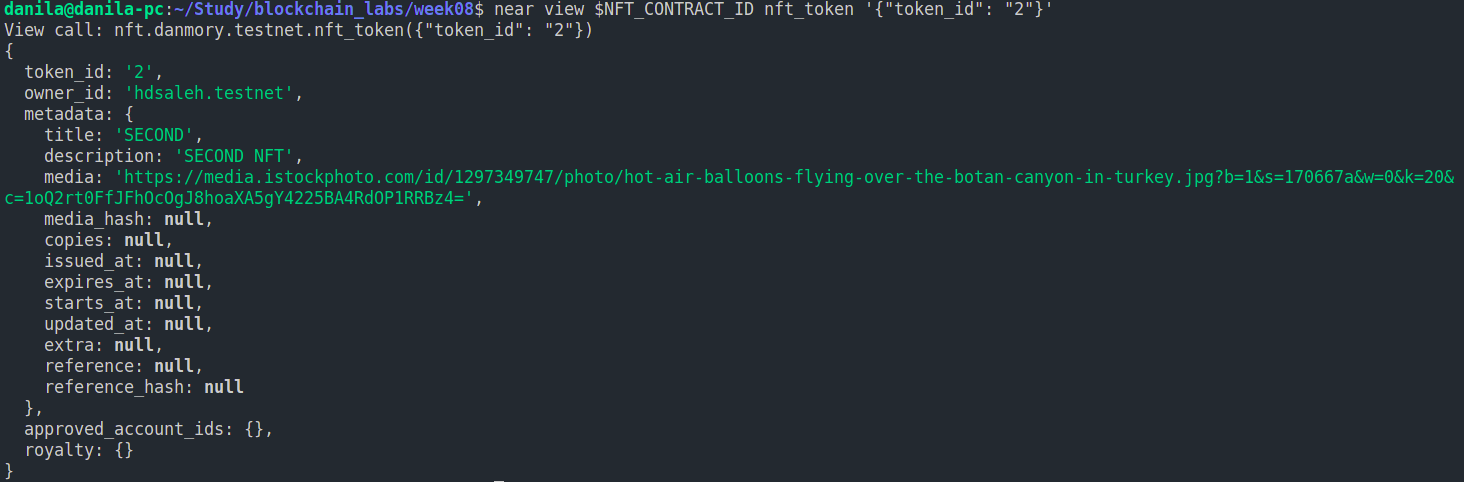 danila@danila-pc:~/Study/blockchain_labs/week08$ near view $NFT_CONTRACT_ID nft_token '{"token_id": "2"}'
View call: nft.danmory.testnet.nft_token({"token_id": "2"})
{
  token_id: '2',
  owner_id: 'hdsaleh.testnet',
  metadata: {
    title: 'SECOND',
    description: 'SECOND NFT',
    media: 'https://media.istockphoto.com/id/1297349747/photo/hot-air-balloons-flying-over-the-botan-canyon-in-turkey.jpg?b=1&s=170667a&w=0&k=20&
c=1oQ2rt0FfJFhOcOgJ8hoaXA5gY4225BA4RdOP1RRBz4=',
    media_hash: null,
    copies: null,
    issued_at: null,
    expires_at: null,
    starts_at: null,
    updated_at: null,
    extra: null,
    reference: null,
    reference_hash: null
  },
  approved_account_ids: {},
  royalty: {}
}